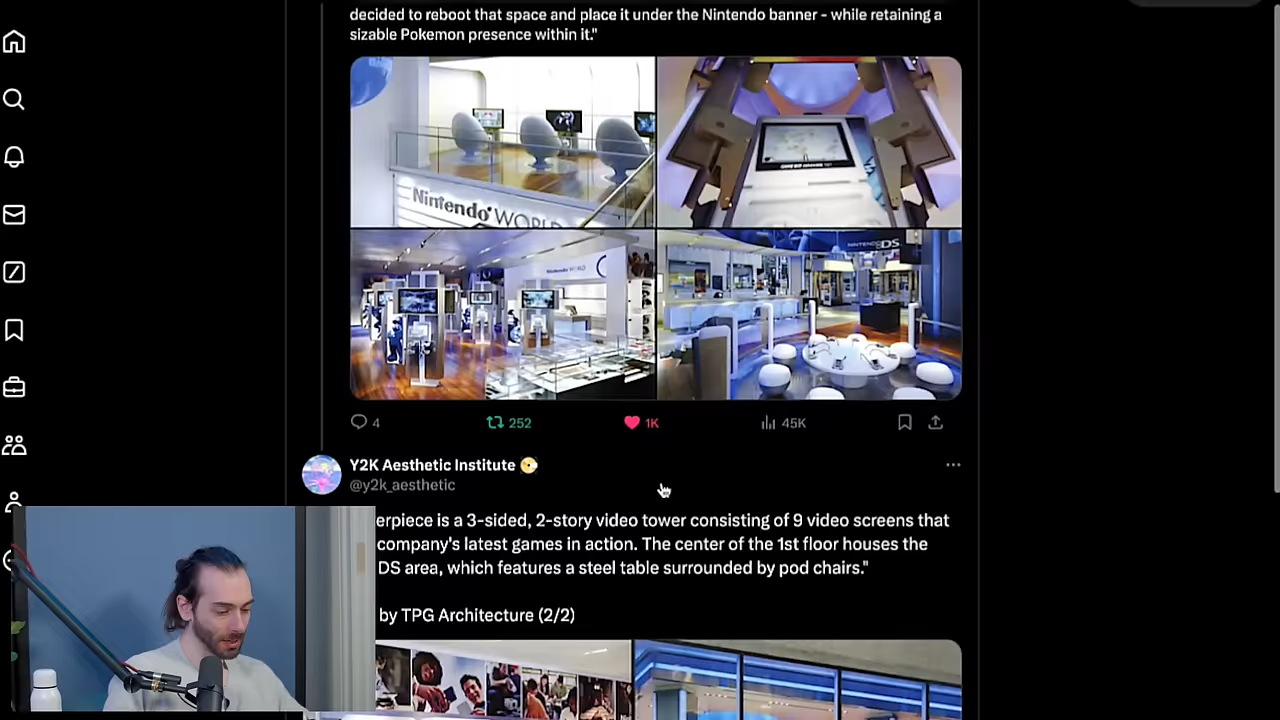 decided to reboot that space and place it under the Nintendo banner - while retaining a
sizable Pokemon presence within it."
Nintendo WORLD
NINTENDO DS
4
252
1K
45K
Y2K Aesthetic Institute
@y2k_aesthetic
erpiece is a 3-sided, 2-story video tower consisting of 9 video screens that
company's latest games in action. The center of the 1st floor houses the
DS area, which features a steel table surrounded by pod chairs."
by TPG Architecture (2/2)